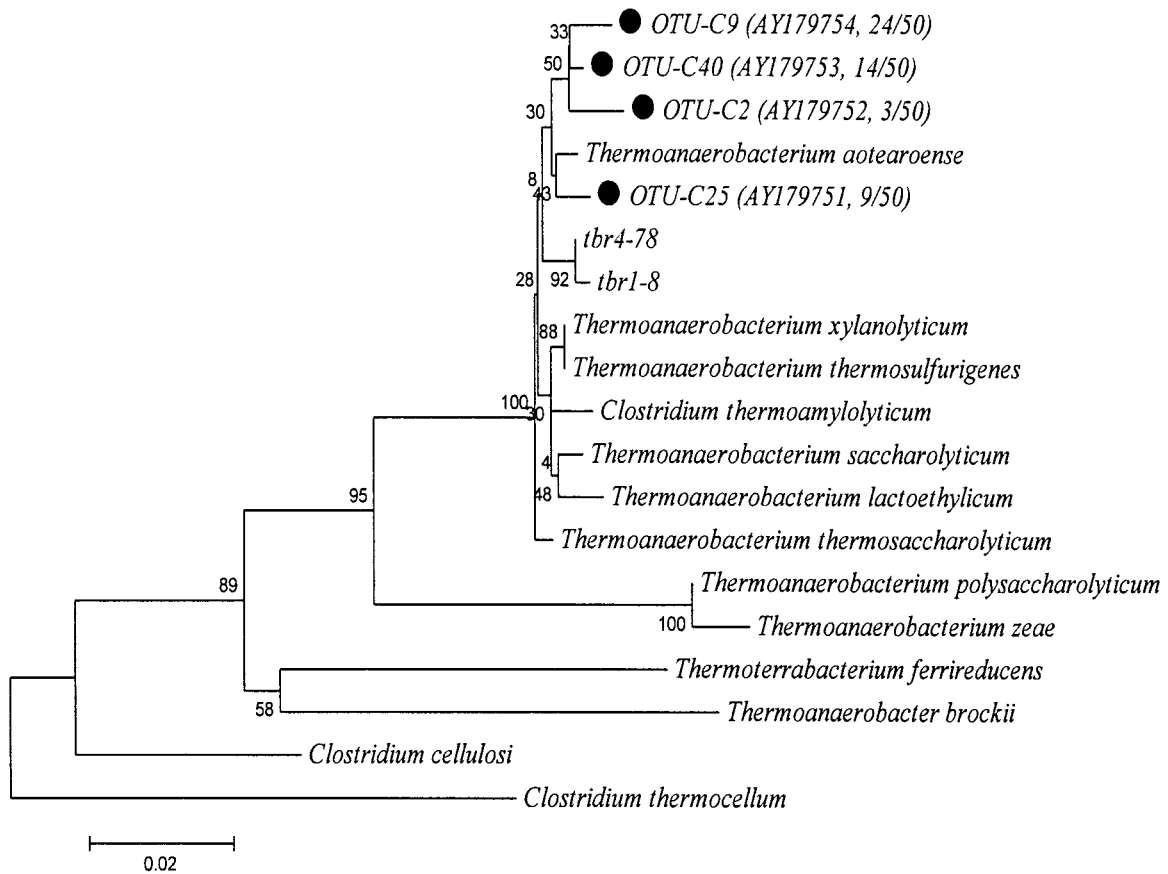 33
OTU-C9 (AY179754, 24/50)
50
OTU-C40 (AY179753, 14/50)
OTU-C2 (AY179752, 3/50)
30
Thermoanaerobacterium aotearoense
8
43
OTU-C25 (AY179751, 9/50)
tbr4-78
92
tbr1-8
28
Thermoanaerobacterium xylanolyticum
88
Thermoanaerobacterium thermosulfurigenes
100
30
Clostridium thermoamylolyticum
Thermoanaerobacterium saccharolyticum
4
48
Thermoanaerobacterium lactoethylicum
95
Thermoanaerobacterium thermosaccharolyticum
89
Thermoanaerobacterium polysaccharolyticum
100
Thermoanaerobacterium zeae
Thermoterrabacterium ferrireducens
58
Thermoanaerobacter brockii
Clostridium cellulosi
Clostridium thermocellum
0.02